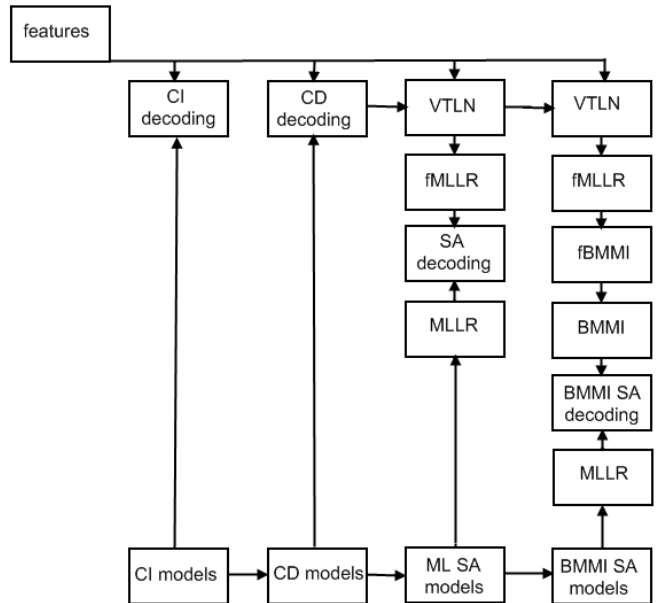 features
CI
decoding
CD
decoding
VTLN
VTLN
fMLLR
fMLLR
SA
decoding
fBMMI
MLLR
BMMI
BMMI SA
decoding
MLLR
CI models
CD models
ML SA
models
BMMI SA
models